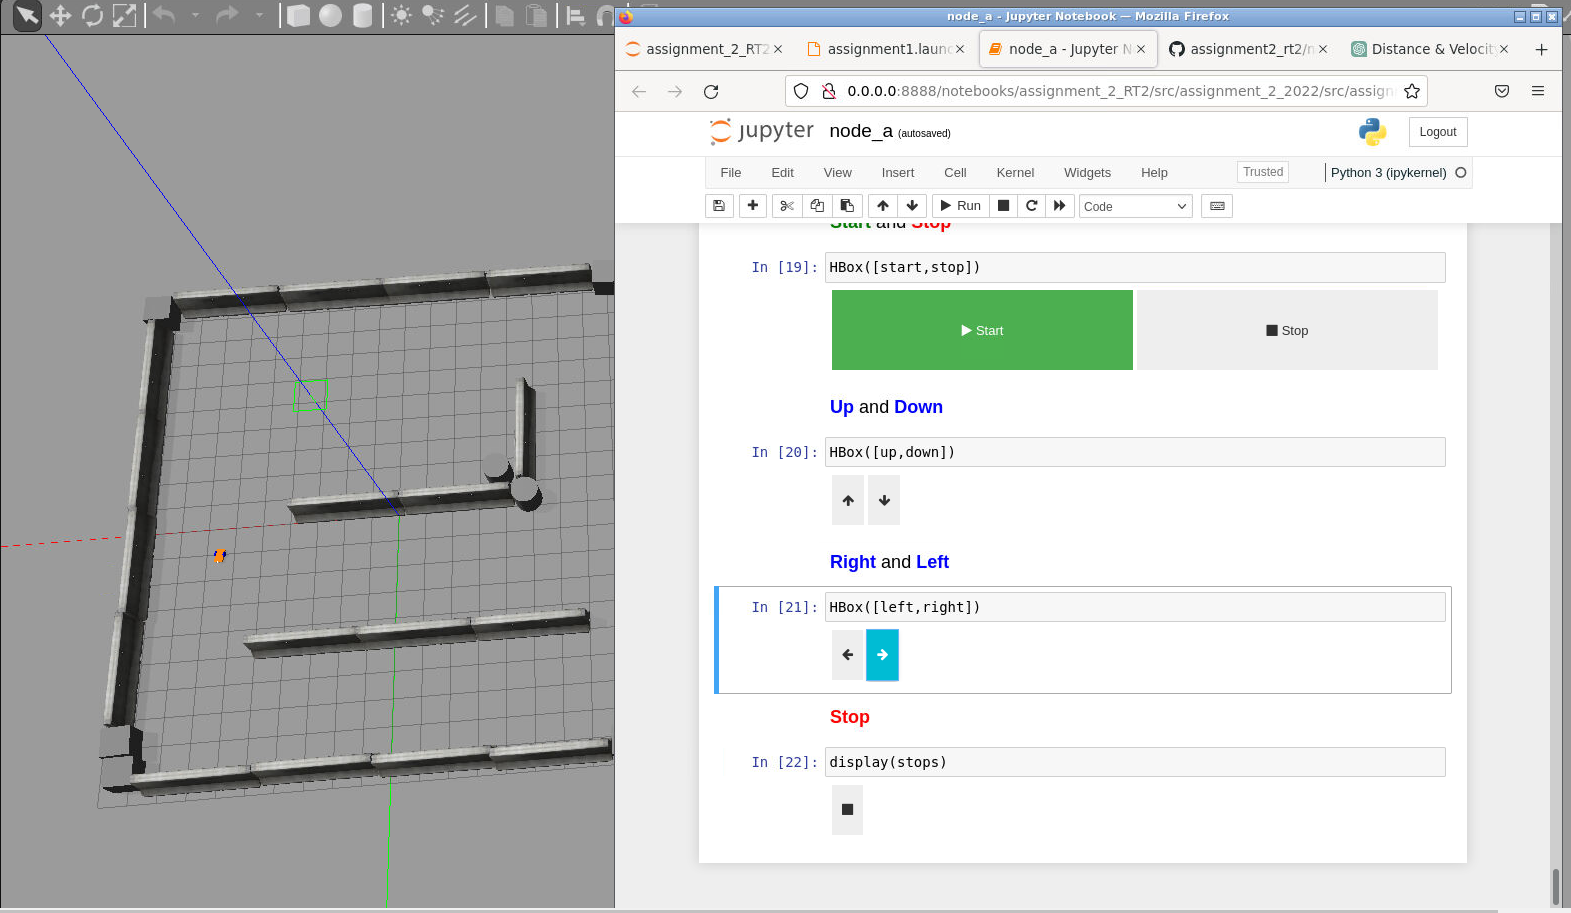 node_a - Jupyter Notebook — Mozilla Firefox
assignment_2_RT2
assignment1.launc
node_a - Jupyter N
assignment2_rt2/n
Distance & Velocity
0.0.0.0:8888/notebooks/assignment_2_RT2/src/assignment_2_2022/src/assign
jupyter node_a (autosaved)
Logout
File Edit View Insert Cell Kernel Widgets Help Trusted Python 3 (ipykernel)
Run Code
Start and Stop
In [19]: HBox([start,stop])
Start Stop
Up and Down
In [20]: HBox([up,down])
Right and Left
In [21]: HBox([left,right])
Stop
In [22]: display(stops)